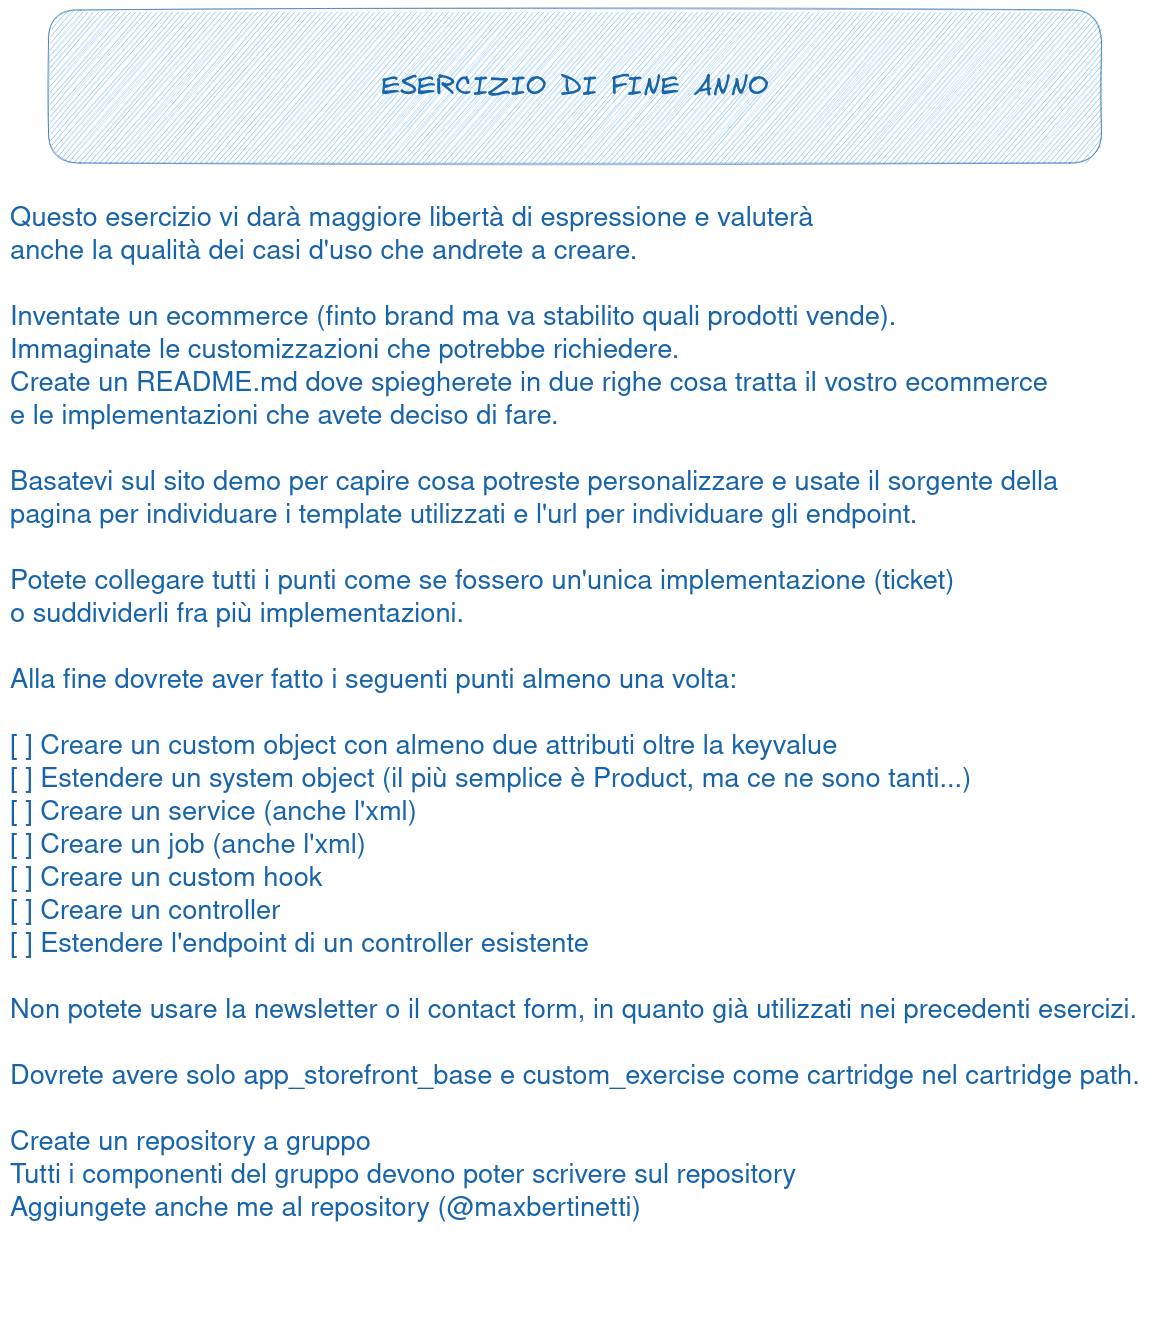 ESERCIZIO DI FINE ANNO
Questo esercizio vi darà maggiore libertà di espressione e valuterà
anche la qualità dei casi d'uso che andrete a creare.
Inventate un ecommerce (finto brand ma va stabilito quali prodotti vende).
Immaginate le customizzazioni che potrebbe richiedere.
Create un README.md dove spiegherete in due righe cosa tratta il vostro ecommerce
e le implementazioni che avete deciso di fare.
Basatevi sul sito demo per capire cosa potreste personalizzare e usate il sorgente della
pagina per individuare i template utilizzati e l'url per individuare gli endpoint.
Potete collegare tutti i punti come se fossero un'unica implementazione (ticket)
o suddividerli fra più implementazioni.
Alla fine dovrete aver fatto i seguenti punti almeno una volta:
[ ] Creare un custom object con almeno due attributi oltre la keyvalue
[ ] Estendere un system object (il più semplice è Product, ma ce ne sono tanti...)
[ ] Creare un service (anche l'xml)
[ ] Creare un job (anche l'xml)
[ ] Creare un custom hook
[ ] Creare un controller
[ ] Estendere l'endpoint di un controller esistente
Non potete usare la newsletter o il contact form, in quanto già utilizzati nei precedenti esercizi.
Dovrete avere solo app_storefront_base e custom_exercise come cartridge nel cartridge path.
Create un repository a gruppo
Tutti i componenti del gruppo devono poter scrivere sul repository
Aggiungete anche me al repository (@maxbertinetti)